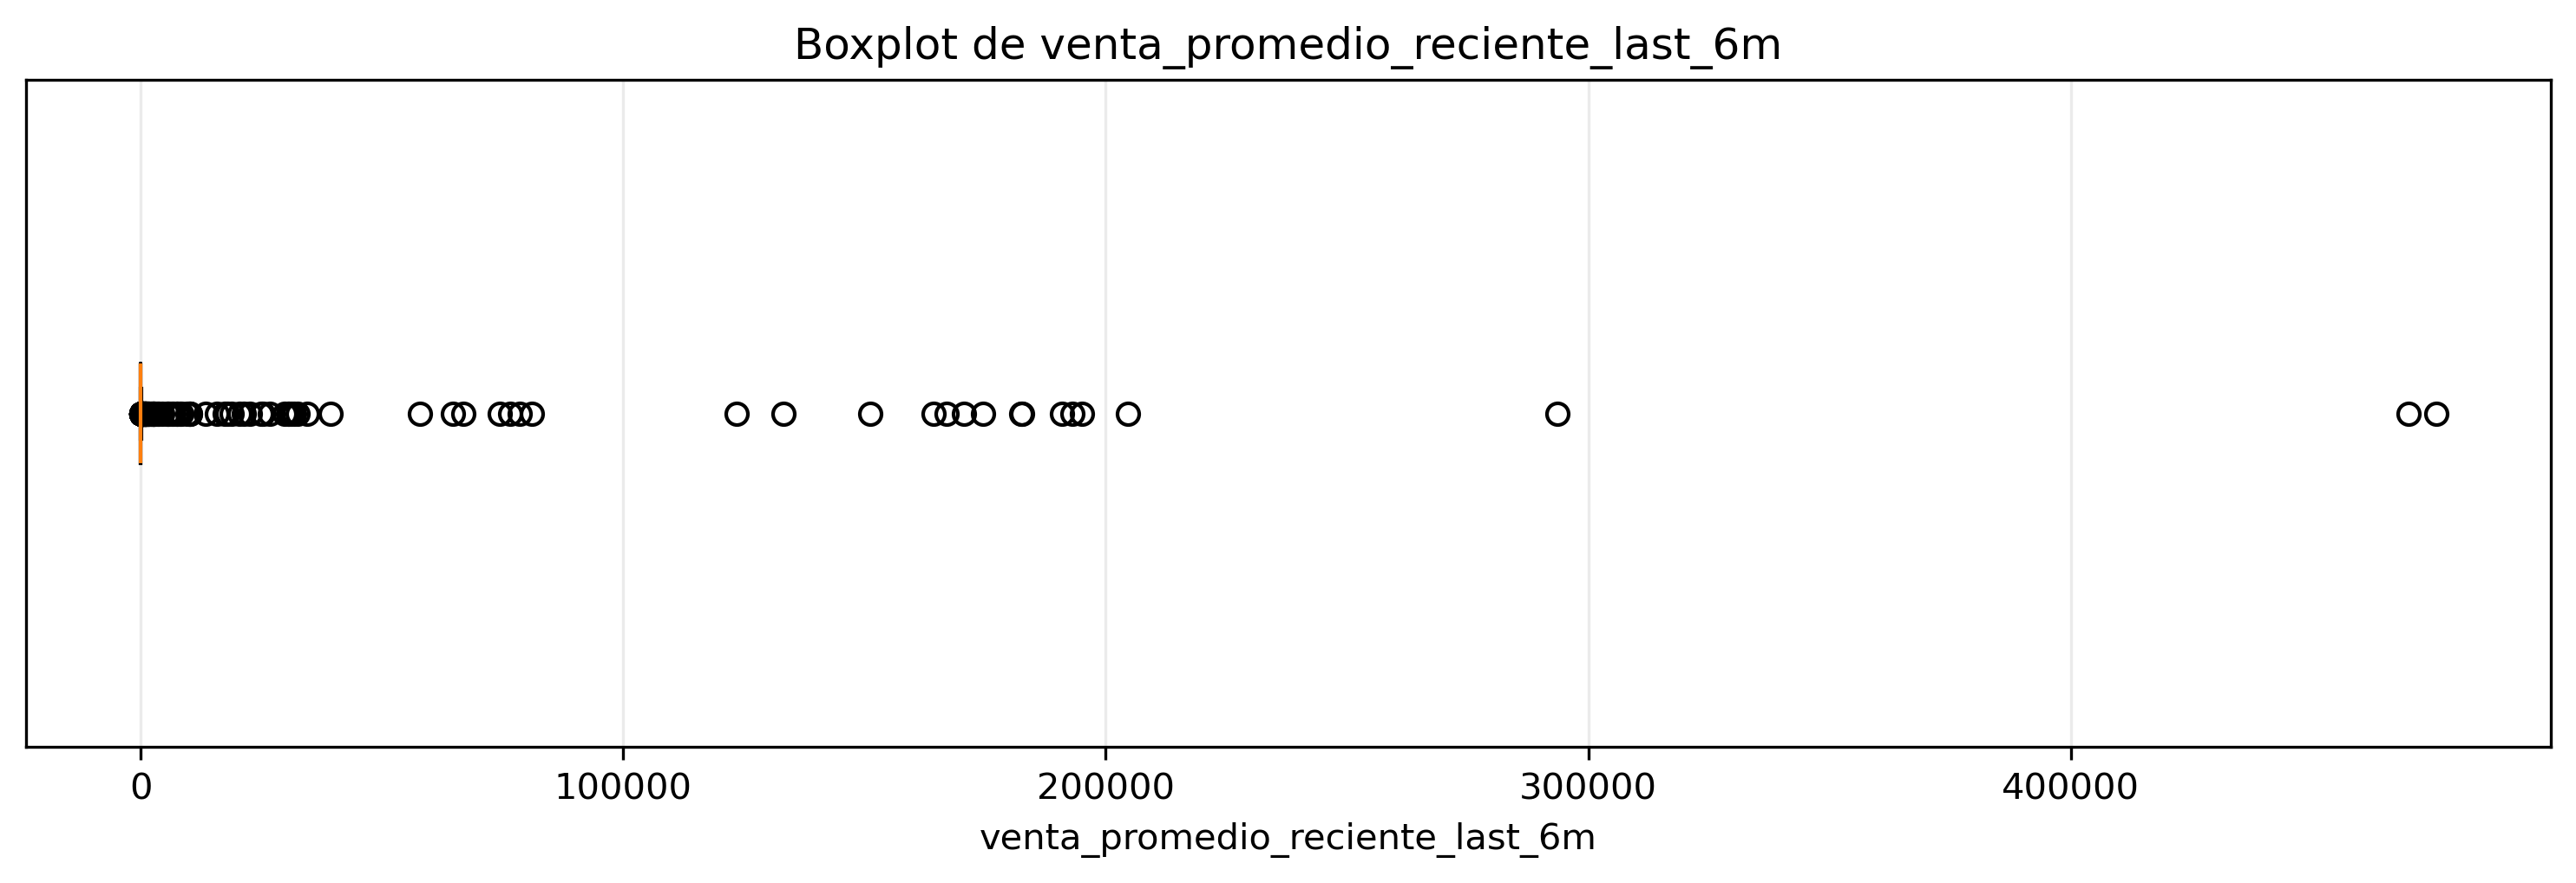 Boxplot de venta_promedio_reciente_last_6m
0 100000 200000 300000 400000
venta_promedio_reciente_last_6m